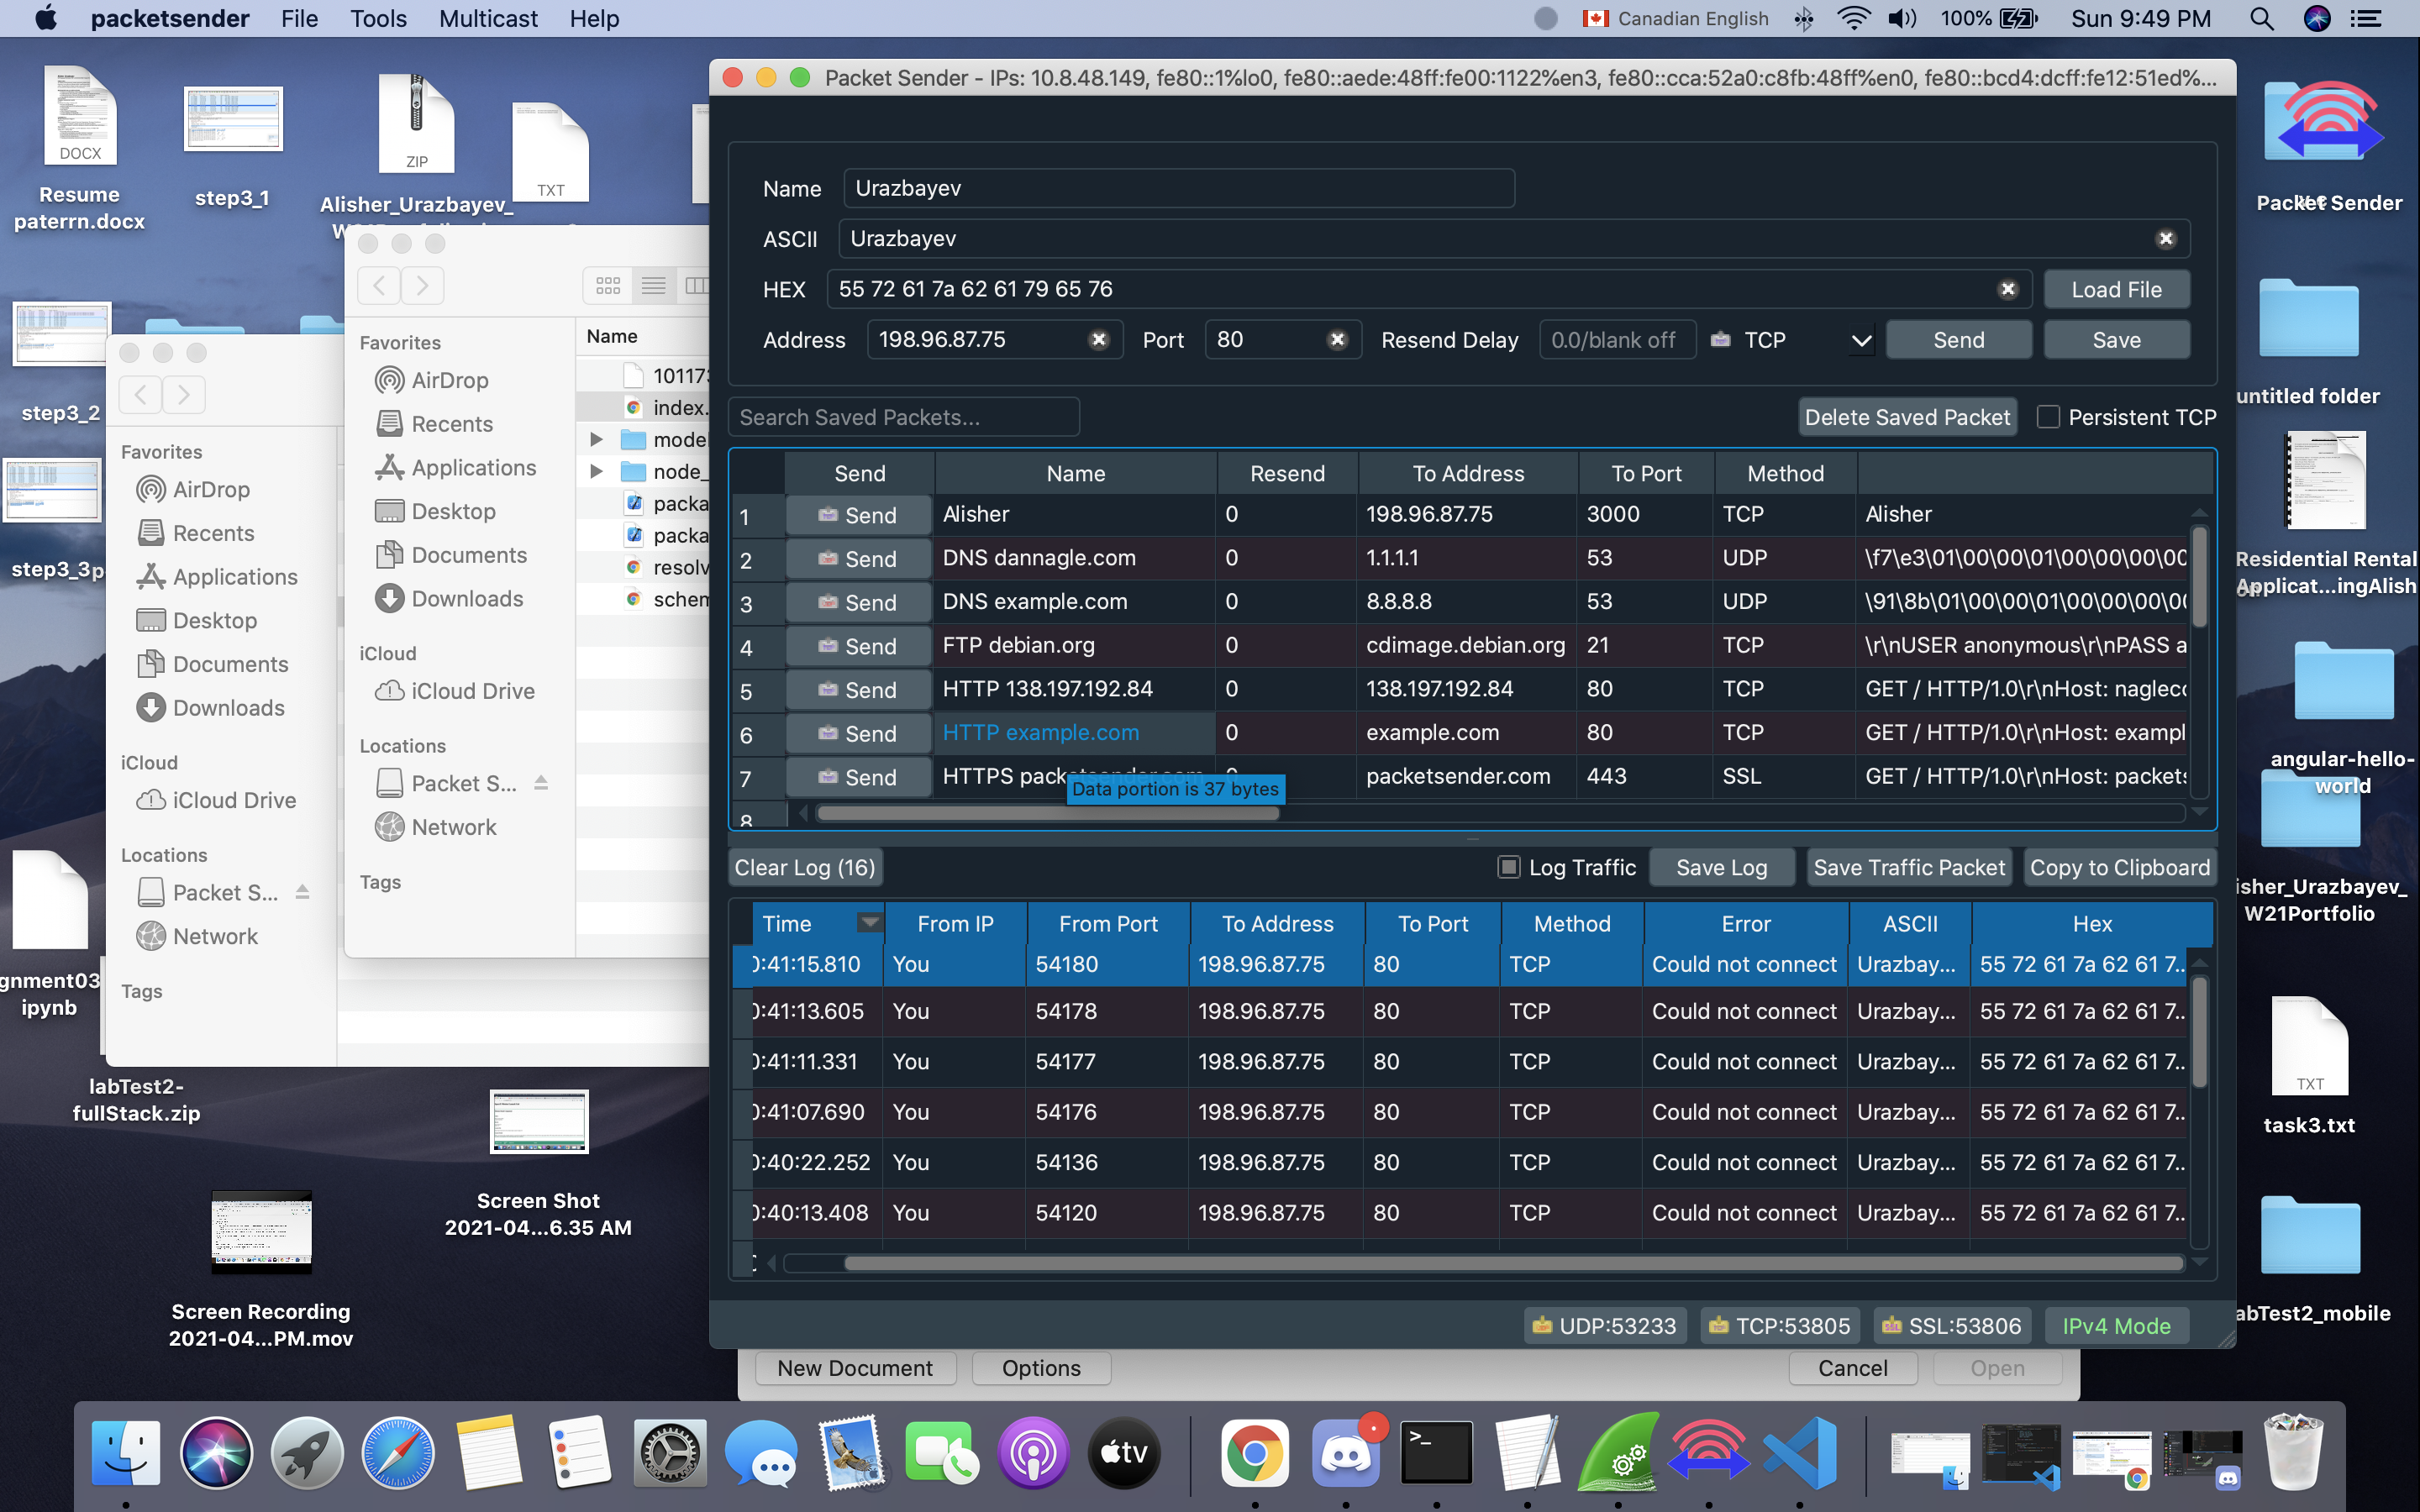 packetsender File Tools Multicast Help Canadian English 100% Sun 9:49 PM
DOCX
Resume
paterrn.docx
step3_1
ZIP
Alisher_Urazbayev_
TXT
step3_2
gnment03
ipynb
labTest2-
fullStack.zip
Screen Shot
2021-04...6.35 AM
Screen Recording
2021-04...PM.mov
Favorites
AirDrop
Recents
Applications
Desktop
Documents
Downloads
iCloud
iCloud Drive
Locations
Packet S...
Network
Tags
Favorites
AirDrop
Recents
Applications
Desktop
Documents
Downloads
iCloud
iCloud Drive
Locations
Packet S...
Network
Tags
Name
index.
Packet Sender - IPs: 10.8.48.149, fe80::1%lo0, fe80::aede:48ff:fe00:1122%en3, fe80::cca:52a0:c8fb:48ff%en0, fe80::bcd4:dcff:fe12:51ed%...
Name Urazbayev
ASCII Urazbayev
HEX 55 72 61 7a 62 61 79 65 76 Load File
Address 198.96.87.75 Port 80 Resend Delay 0.0/blank off TCP Send Save
Search Saved Packets... Delete Saved Packet Persistent TCP
Send Name Resend To Address To Port Method
1 Send Alisher 0 198.96.87.75 3000 TCP Alisher
2 Send DNS dannagle.com 0 1.1.1.1 53 UDP \f7\e3\01\00\00\01\00\00\00\00
3 Send DNS example.com 0 8.8.8.8 53 UDP \91\8b\01\00\00\01\00\00\00\00
4 Send FTP debian.org 0 cdimage.debian.org 21 TCP \r\nUSER anonymous\r\nPASS a
5 Send HTTP 138.197.192.84 0 138.197.192.84 80 TCP GET / HTTP/1.0\r\nHost: naglec
6 Send HTTP example.com 0 example.com 80 TCP GET / HTTP/1.0\r\nHost: exampl
7 Send HTTPS packetsender.com 0 packetsender.com 443 SSL GET / HTTP/1.0\r\nHost: packets
Data portion is 37 bytes
8
Clear Log (16) Log Traffic Save Log Save Traffic Packet Copy to Clipboard
Time From IP From Port To Address To Port Method Error ASCII Hex
0:41:15.810 You 54180 198.96.87.75 80 TCP Could not connect Urazbay... 55 72 61 7a 62 61 7..
0:41:13.605 You 54178 198.96.87.75 80 TCP Could not connect Urazbay... 55 72 61 7a 62 61 7..
0:41:11.331 You 54177 198.96.87.75 80 TCP Could not connect Urazbay... 55 72 61 7a 62 61 7..
0:41:07.690 You 54176 198.96.87.75 80 TCP Could not connect Urazbay... 55 72 61 7a 62 61 7..
0:40:22.252 You 54136 198.96.87.75 80 TCP Could not connect Urazbay... 55 72 61 7a 62 61 7..
0:40:13.408 You 54120 198.96.87.75 80 TCP Could not connect Urazbay... 55 72 61 7a 62 61 7..
UDP:53233 TCP:53805 SSL:53806 IPv4 Mode
New Document Options Cancel Open
Packet Sender
untitled folder
Residential Rental
Applicat...ingAlish
angular-hello-
world
isher_Urazbayev_
W21Portfolio
TXT
task3.txt
abTest2_mobile
tv